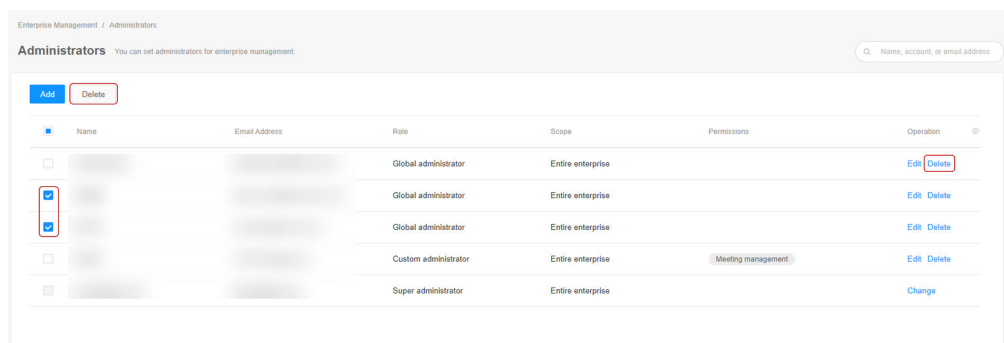 Enterprise Management / Administrators
Administrators You can set administrators for enterprise management.
Name, account, or email address
Add Delete
Name Email Address Role Scope Permissions Operation
Global administrator Entire enterprise Edit Delete
Global administrator Entire enterprise Edit Delete
Global administrator Entire enterprise Edit Delete
Custom administrator Entire enterprise Meeting management Edit Delete
Super administrator Entire enterprise Change